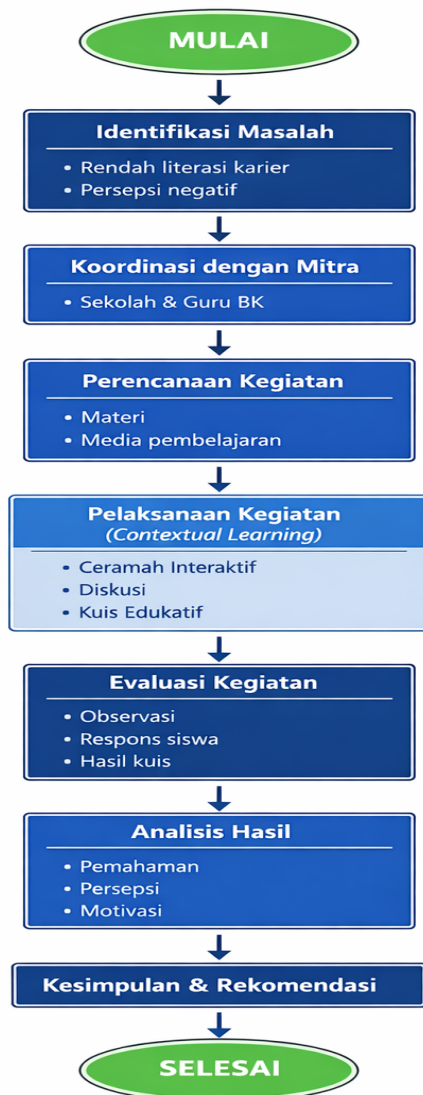 MULAI
Identifikasi Masalah
• Rendah literasi karier
• Persepsi negatif
Koordinasi dengan Mitra
• Sekolah & Guru BK
Perencanaan Kegiatan
• Materi
• Media pembelajaran
Pelaksanaan Kegiatan
(Contextual Learning)
• Ceramah Interaktif
• Diskusi
• Kuis Edukatif
Evaluasi Kegiatan
• Observasi
• Respons siswa
• Hasil kuis
Analisis Hasil
• Pemahaman
• Persepsi
• Motivasi
Kesimpulan & Rekomendasi
SELESAI